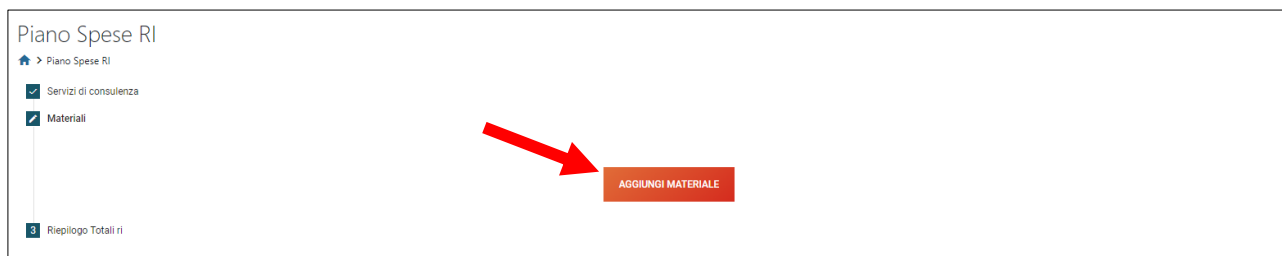 Piano Spese RI
> Piano Spese RI
Servizi di consulenza
Materiali
AGGIUNGI MATERIALE
3 Riepilogo Totali ri